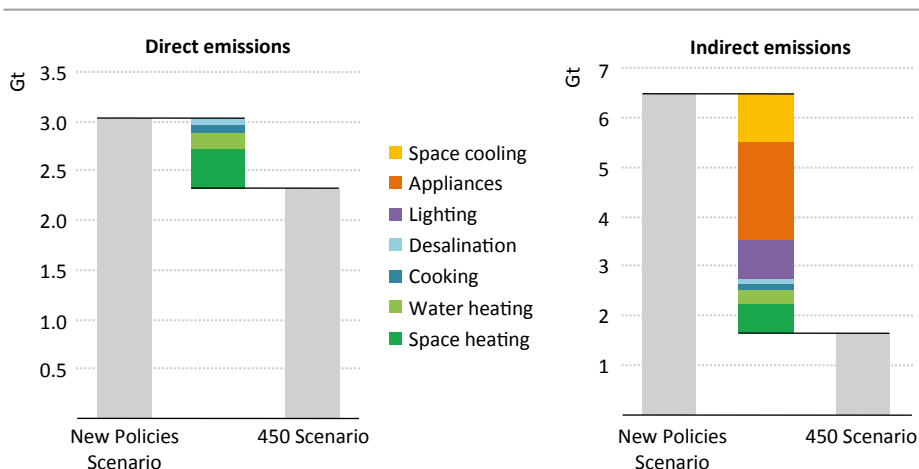 Direct emissions
Gt
3.5
3.0
2.5
2.0
1.5
1.0
0.5
New Policies
Scenario
450 Scenario
Space cooling
Appliances
Lighting
Desalination
Cooking
Water heating
Space heating
Indirect emissions
Gt
7
6
5
4
3
2
1
New Policies
Scenario
450 Scenario